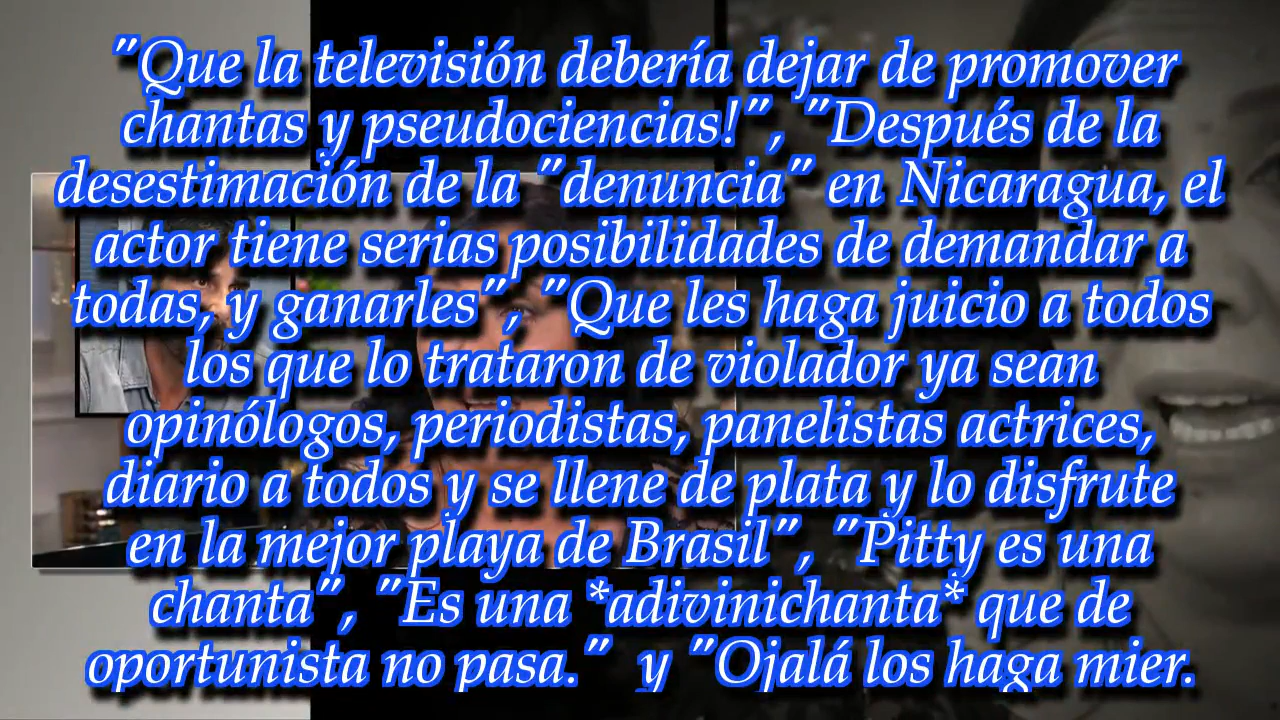 "Que la televisión debería dejar de promover
chantas y pseudociencias!", "Después de la
desestimación de la "denuncia" en Nicaragua, el
actor tiene serias posibilidades de demandar a
todas, y ganarles", "Que les haga juicio a todos
los que lo trataron de violador ya sean
opinólogos, periodistas, panelistas actrices,
diario a todos y se llene de plata y lo disfrute
en la mejor playa de Brasil", "Pitty es una
chanta", "Es una *adivinichanta* que de
oportunista no pasa."  y "Ojalá los haga mier.